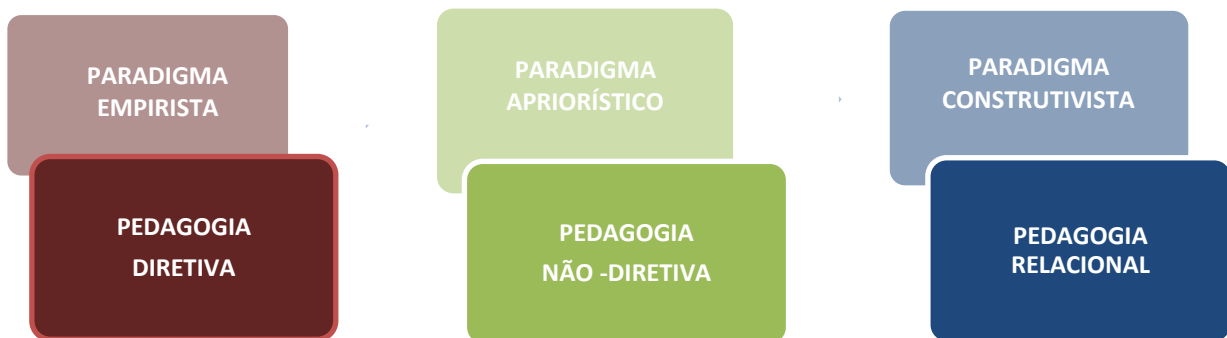 PARADIGMA
EMPIRISTA
PEDAGOGIA
DIRETIVA
PARADIGMA
APRIORÍSTICO
PEDAGOGIA
NÃO -DIRETIVA
PARADIGMA
CONSTRUTIVISTA
PEDAGOGIA
RELACIONAL